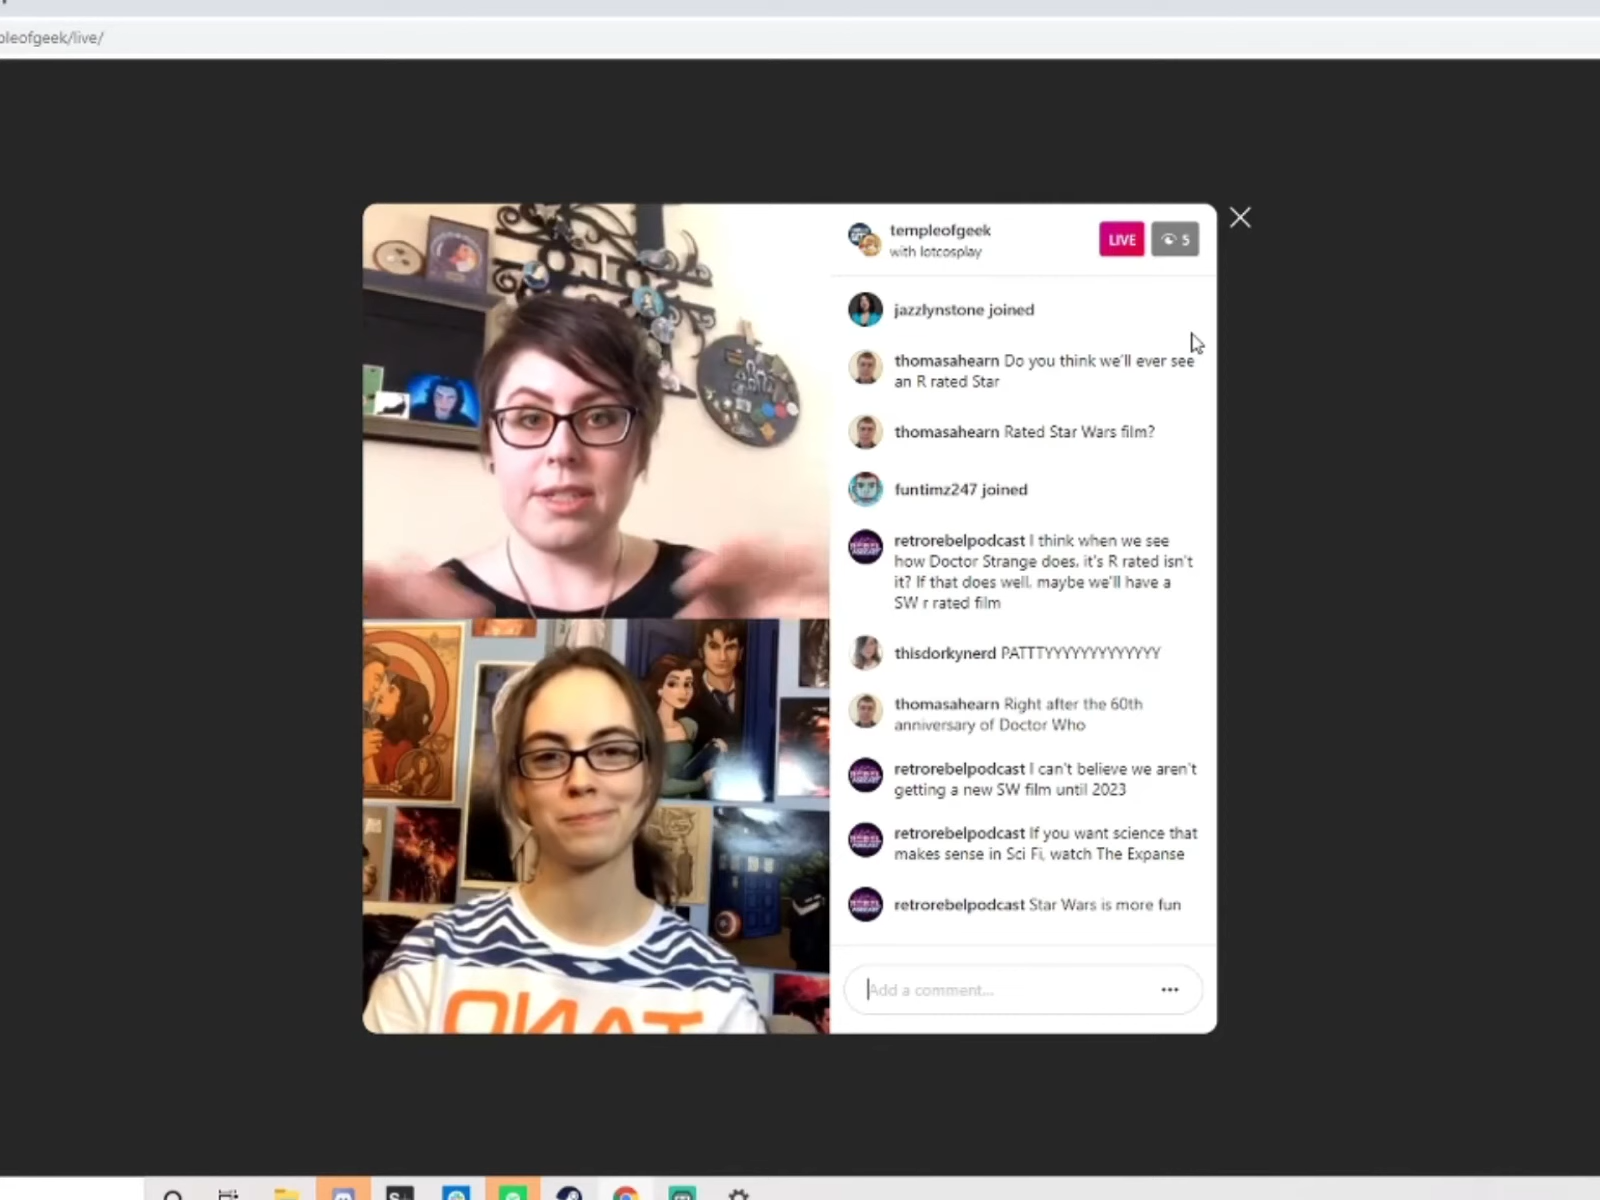 pleofgeek/live/
templeofgeek
with lotcosplay
LIVE
5
jazzlynstone joined
thomasahearn Do you think we'll ever see
an R rated Star
thomasahearn Rated Star Wars film?
funtimz247 joined
retrorebelpodcast I think when we see
how Doctor Strange does, it's R rated isn't
it? If that does well, maybe we'll have a
SW r rated film
thisdorkynerd PATTTYYYYYYYYYYYYY
thomasahearn Right after the 60th
anniversary of Doctor Who
retrorebelpodcast I can't believe we aren't
getting a new SW film until 2023
retrorebelpodcast If you want science that
makes sense in Sci Fi, watch The Expanse
retrorebelpodcast Star Wars is more fun
Add a comment...